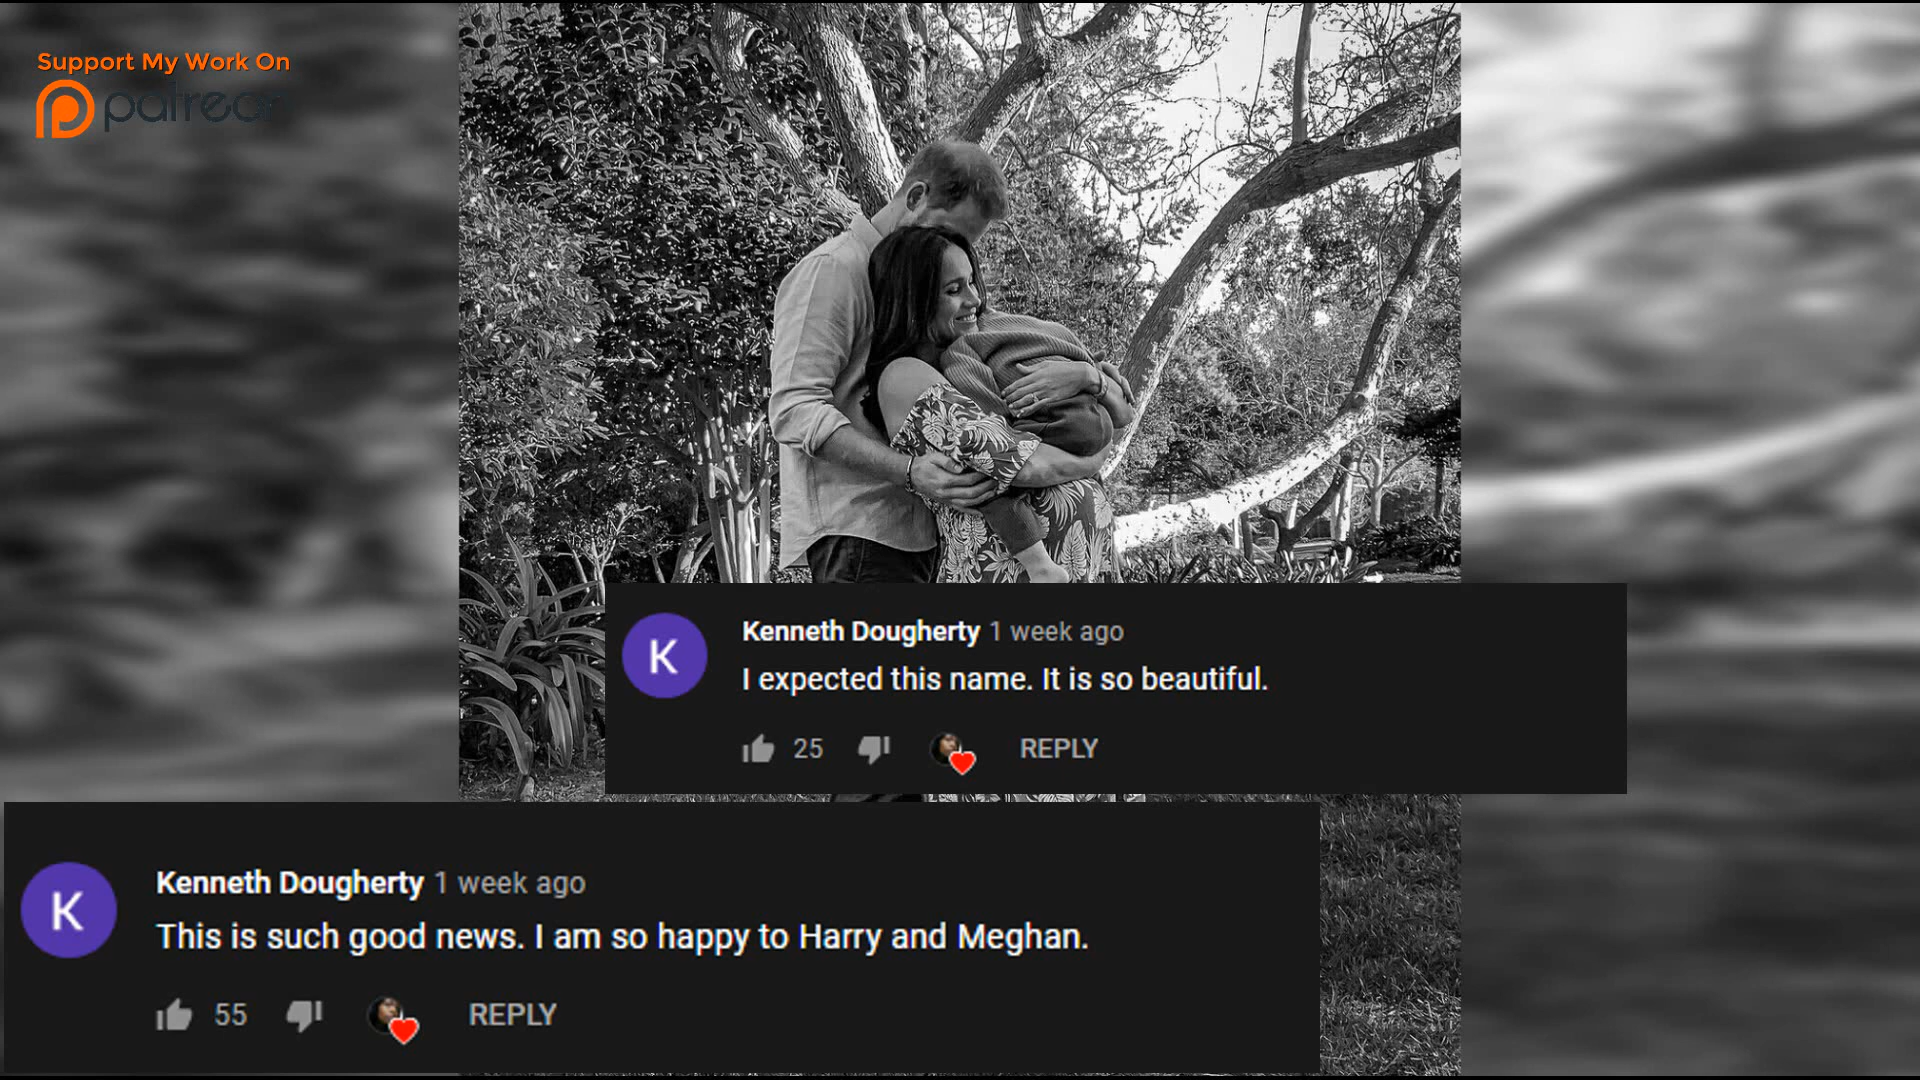 Support My Work On
patreon
K
Kenneth Dougherty 1 week ago
I expected this name. It is so beautiful.
25 REPLY
K
Kenneth Dougherty 1 week ago
This is such good news. I am so happy to Harry and Meghan.
55 REPLY